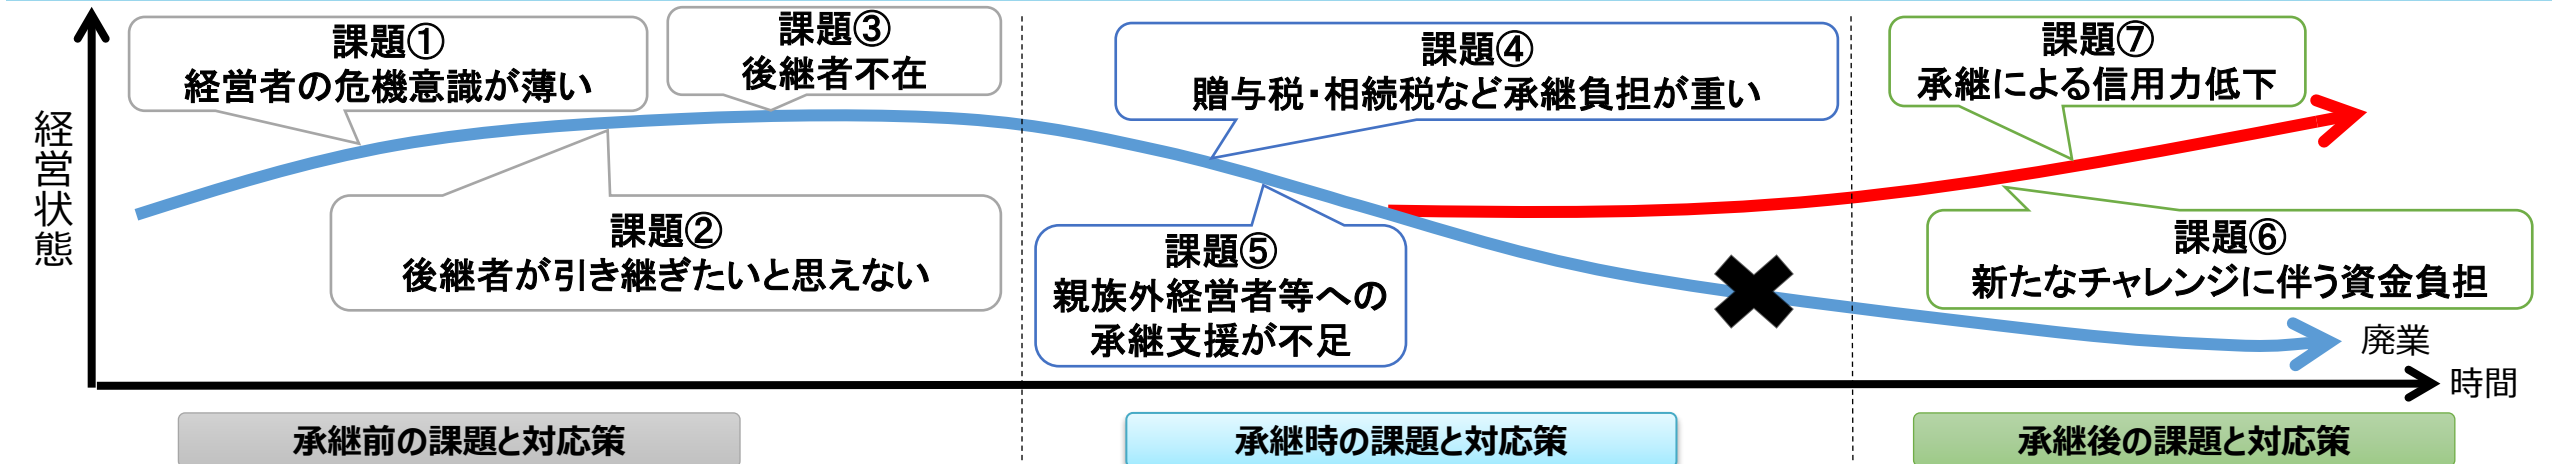 課題①
経営者の危機意識が薄い
課題③
後継者不在
課題②
後継者が引き継ぎたいと思えない
課題④
贈与税・相続税など承継負担が重い
課題⑤
親族外経営者等への
承継支援が不足
課題⑦
承継による信用力低下
課題⑥
新たなチャレンジに伴う資金負担
経営状態
廃業
時間
承継前の課題と対応策
承継時の課題と対応策
承継後の課題と対応策